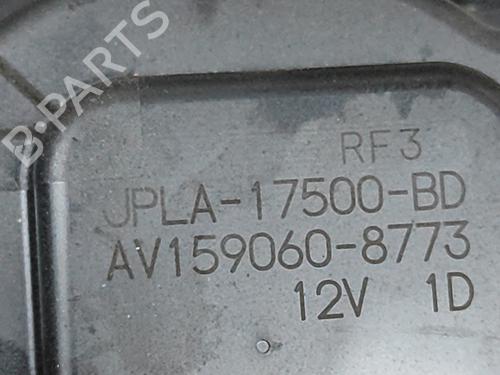 B-PARTS
RF3
JPLA-17500-BD
AV159060-8773
12V 1D